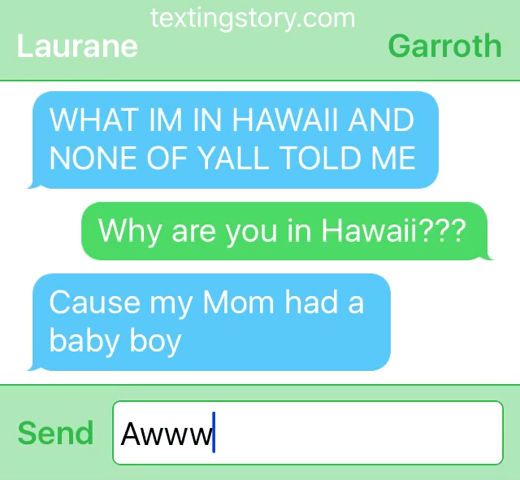 textingstory.com
Laurane
Garroth
WHAT IM IN HAWAII AND
NONE OF YALL TOLD ME
Why are you in Hawaii???
Cause my Mom had a
baby boy
Send
Awww